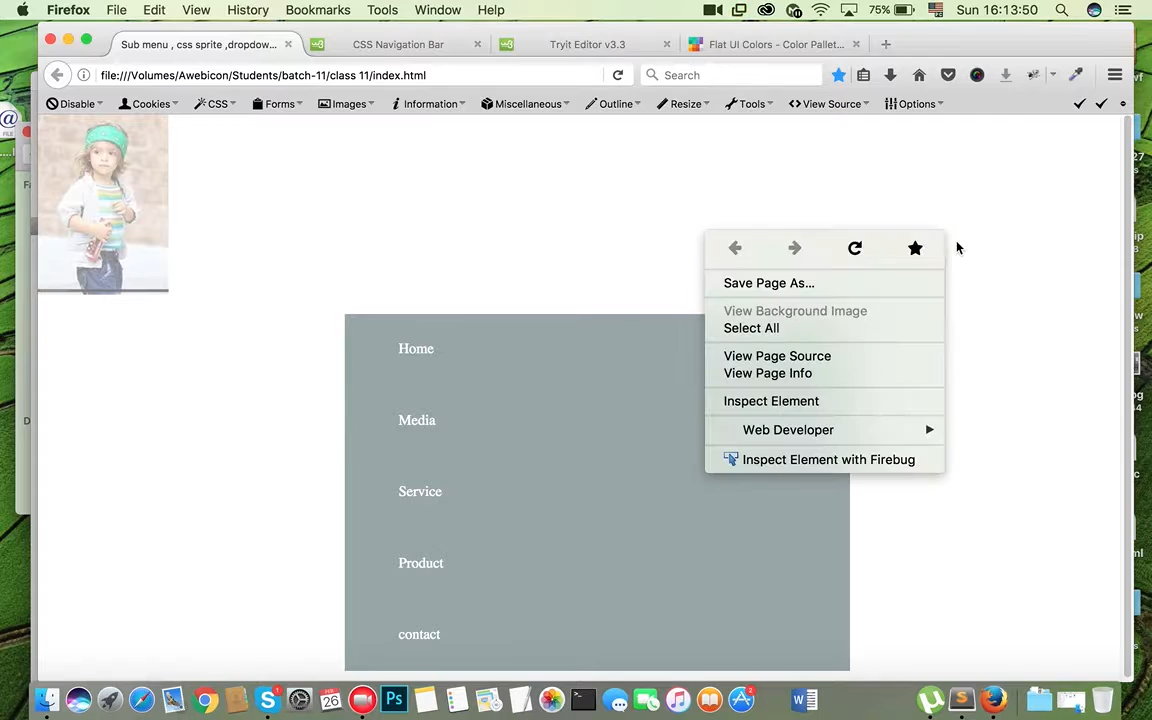 Firefox File Edit View History Bookmarks Tools Window Help 75% Sun 16:13:50
Sub menu , css sprite ,dropdow... CSS Navigation Bar Tryit Editor v3.3 Flat UI Colors - Color Pallet...
file:///Volumes/Awebicon/Students/batch-11/class 11/index.html Search
Disable Cookies CSS Forms Images Information Miscellaneous Outline Resize Tools View Source Options
Save Page As...
View Background Image
Select All
View Page Source
View Page Info
Inspect Element
Web Developer
Inspect Element with Firebug
Home
Media
Service
Product
contact